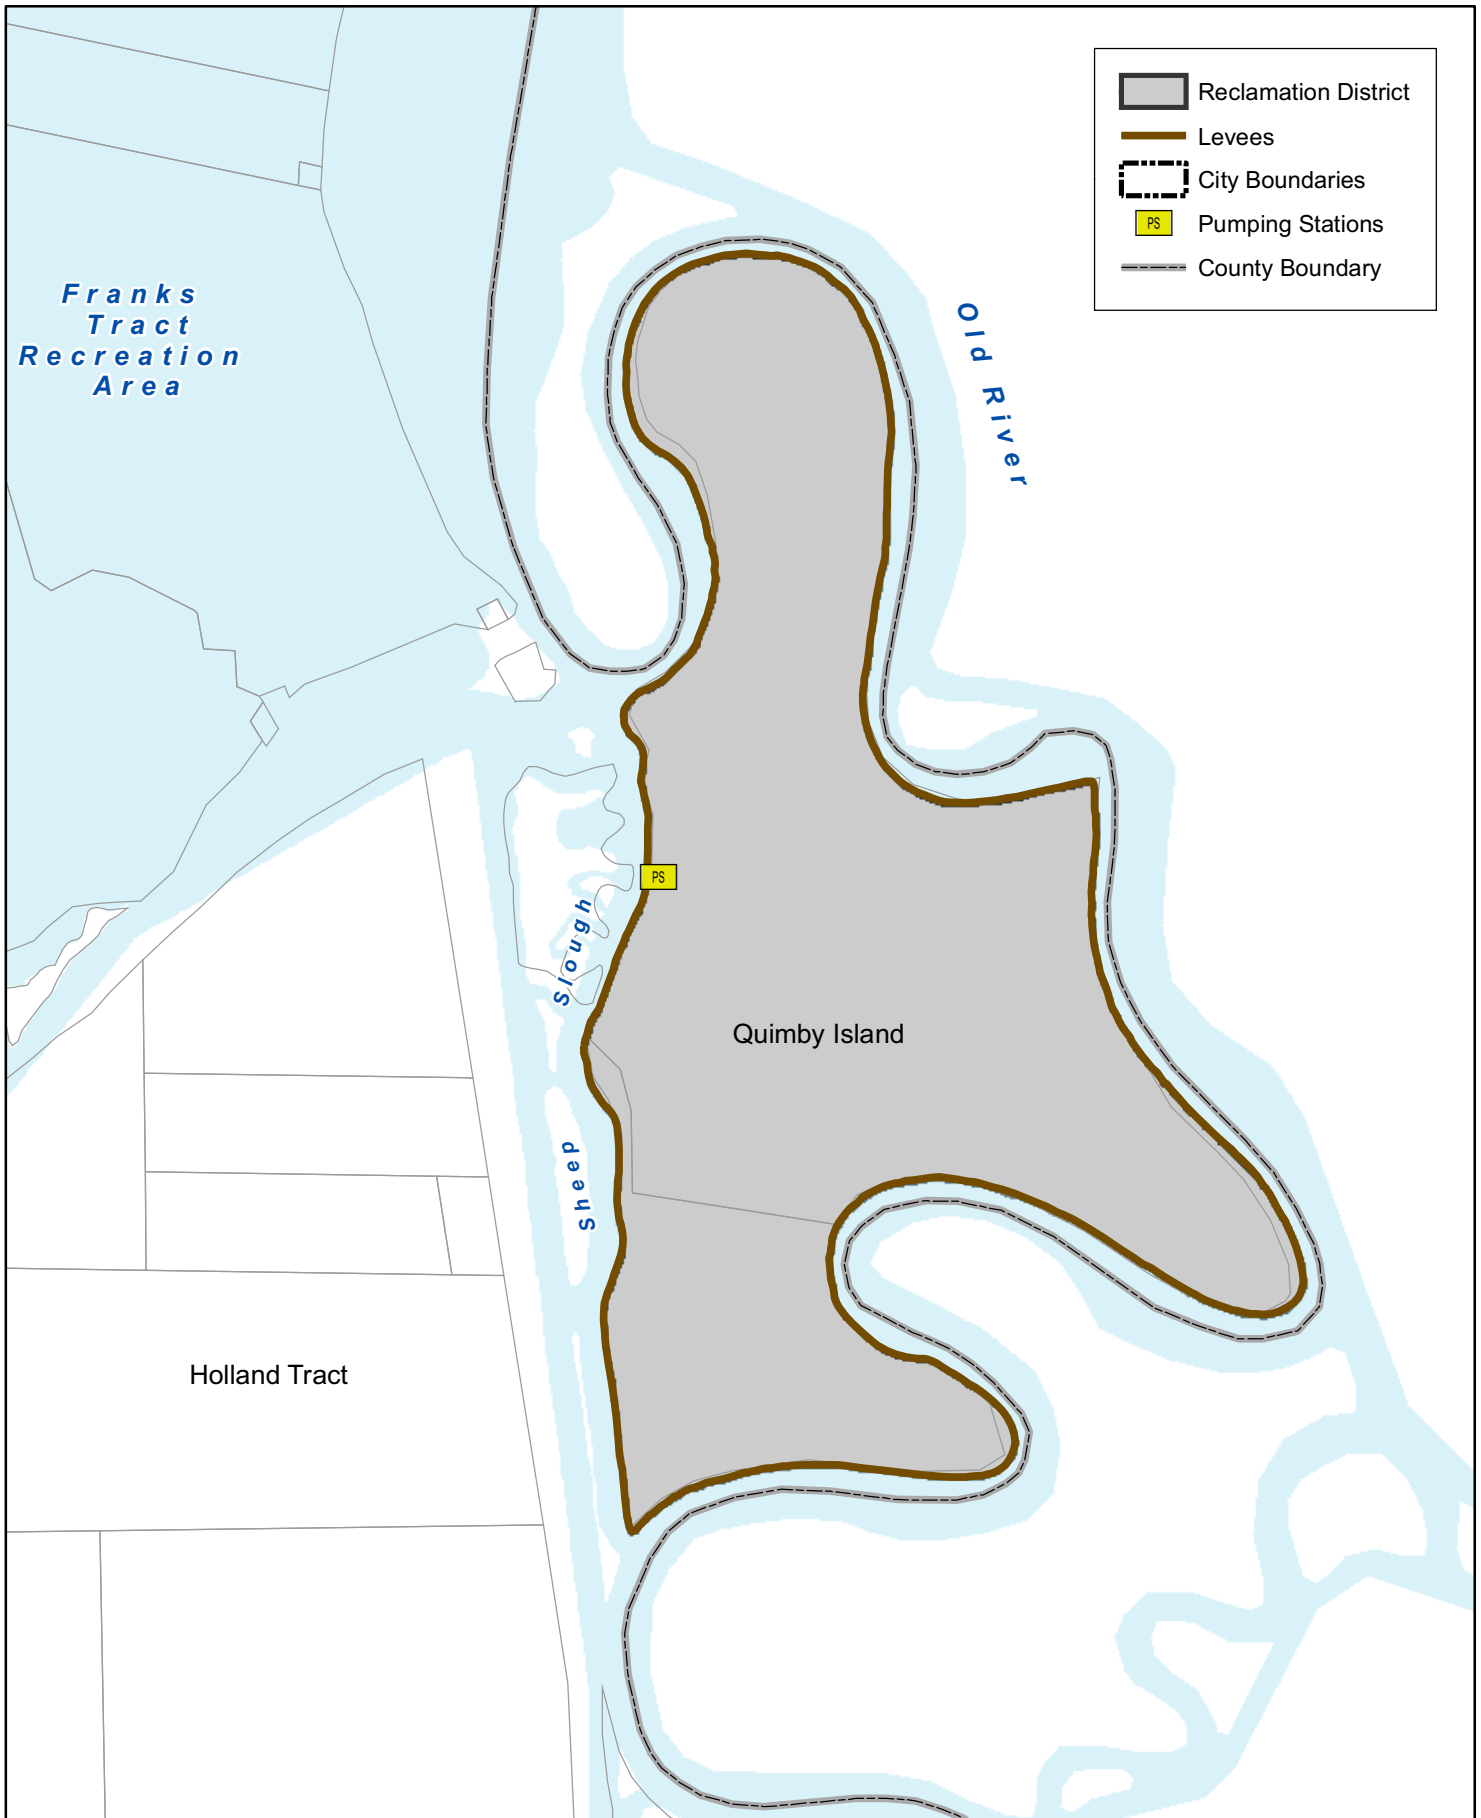 Reclamation District
Levees
City Boundaries
PS
Pumping Stations
County Boundary
Franks
Tract
Recreation
Area
Old River
PS
Slough
Quimby Island
Sheep
Holland Tract